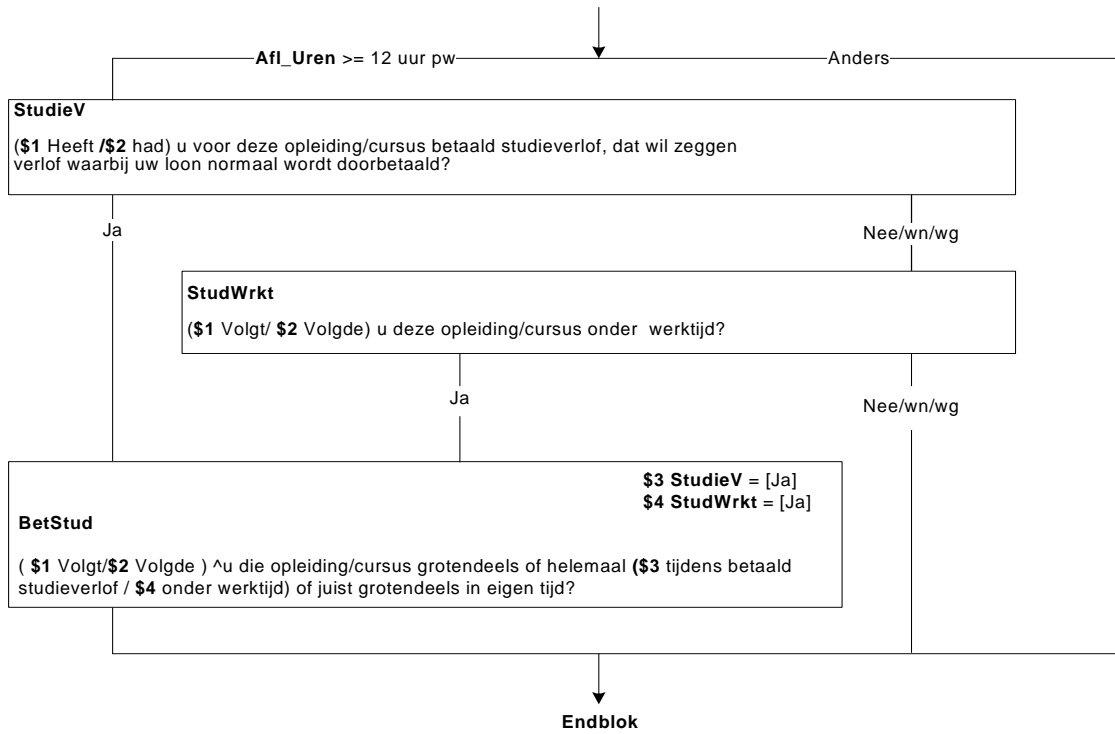 Afl_Uren >= 12 uur pw
Anders
StudieV
($1 Heeft /$2 had) u voor deze opleiding/cursus betaald studieverlof, dat wil zeggen
verlof waarbij uw loon normaal wordt doorbetaald?
Ja
Nee/wn/wg
StudWrkt
($1 Volgt/ $2 Volgde) u deze opleiding/cursus onder werktijd?
Ja
Nee/wn/wg
$3 StudieV = [Ja]
$4 StudWrkt = [Ja]
BetStud
( $1 Volgt/$2 Volgde ) ^u die opleiding/cursus grotendeels of helemaal ($3 tijdens betaald
studieverlof / $4 onder werktijd) of juist grotendeels in eigen tijd?
Endblok